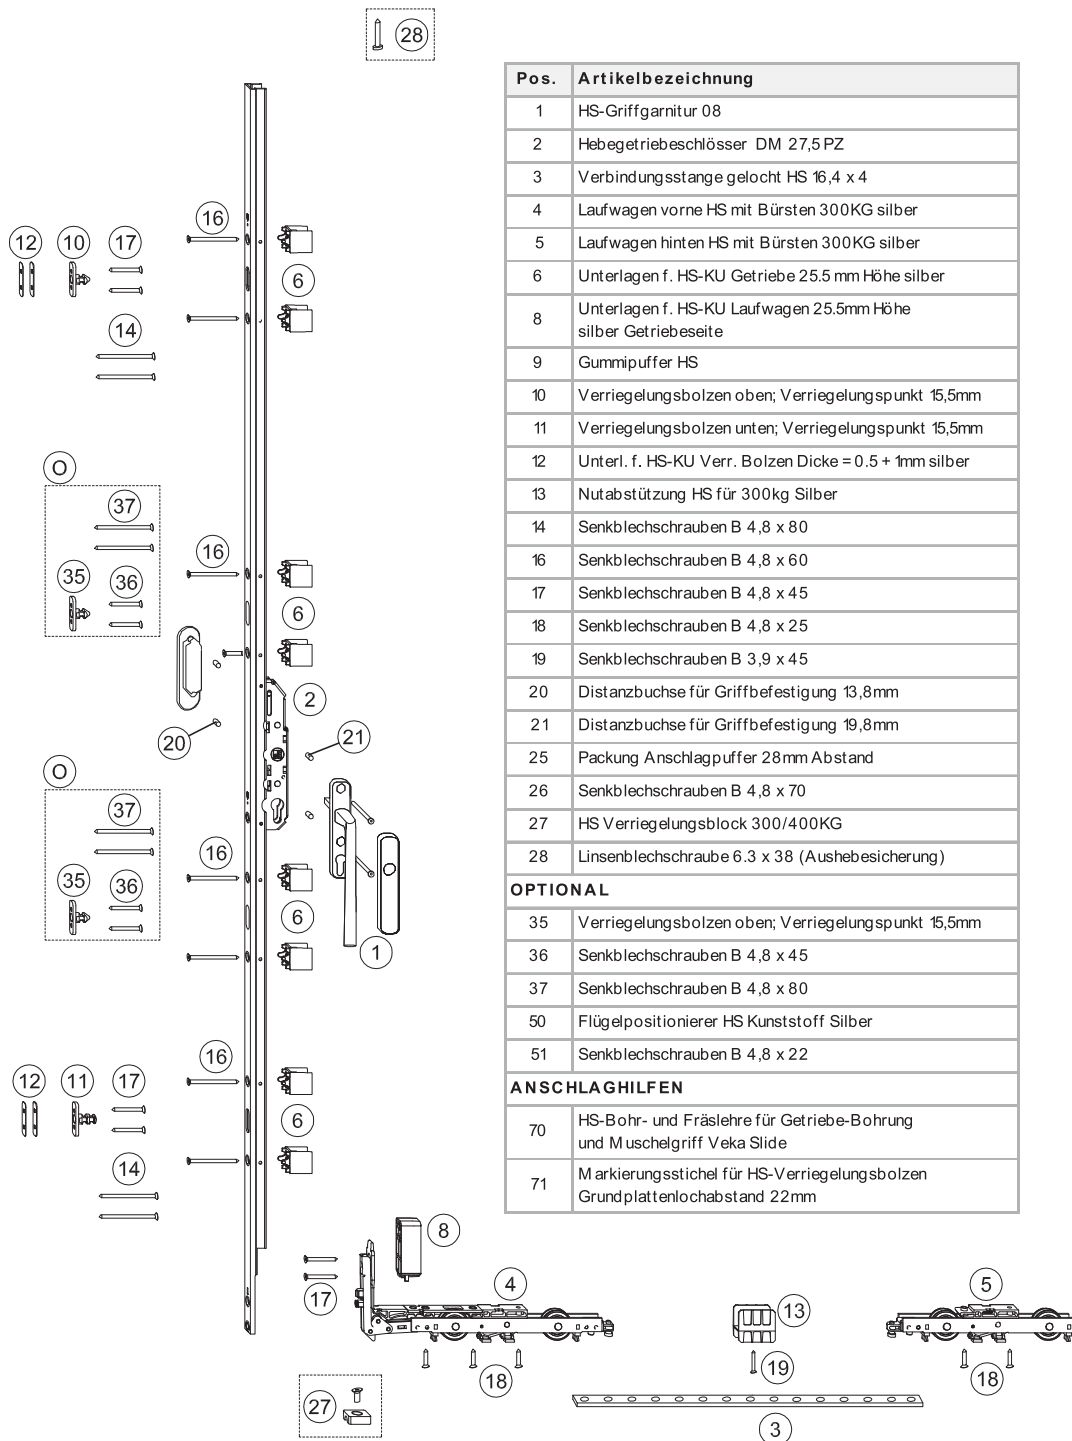 28
Pos. Artikelbezeichnung
1 HS-Griffgarnitur 08
2 Hebegetriebeschlösser DM 27,5 PZ
3 Verbindungsstange gelocht HS 16,4 x 4
4 Laufwagen vorne HS mit Bürsten 300KG silber
5 Laufwagen hinten HS mit Bürsten 300KG silber
6 Unterlagen f. HS-KU Getriebe 25.5 mm Höhe silber
8 Unterlagen f. HS-KU Laufwagen 25.5mm Höhe
silber Getriebeseite
9 Gummipuffer HS
10 Verriegelungsbolzen oben; Verriegelungspunkt 15,5mm
11 Verriegelungsbolzen unten; Verriegelungspunkt 15,5mm
12 Unterl. f. HS-KU Verr. Bolzen Dicke = 0.5 + 1mm silber
13 Nutabstützung HS für 300kg Silber
14 Senkblechschrauben B 4,8 x 80
16 Senkblechschrauben B 4,8 x 60
17 Senkblechschrauben B 4,8 x 45
18 Senkblechschrauben B 4,8 x 25
19 Senkblechschrauben B 3,9 x 45
20 Distanzbuchse für Griffbefestigung 13,8mm
21 Distanzbuchse für Griffbefestigung 19,8mm
25 Packung Anschlagpuffer 28mm Abstand
26 Senkblechschrauben B 4,8 x 70
27 HS Verriegelungsblock 300/400KG
28 Linsenblechschraube 6.3 x 38 (Aushebesicherung)
OPTIONAL
35 Verriegelungsbolzen oben; Verriegelungspunkt 15,5mm
36 Senkblechschrauben B 4,8 x 45
37 Senkblechschrauben B 4,8 x 80
50 Flügelpositionierer HS Kunststoff Silber
51 Senkblechschrauben B 4,8 x 22
ANSCHLAGHILFEN
70 HS-Bohr- und Fräslehre für Getriebe-Bohrung
und Muschelgriff Veka Slide
71 Markierungsstichel für HS-Verriegelungsbolzen
Grundplattenlochabstand 22mm
16
12 10 17
6
14
O
37
16
35 36
6
2
20 21
O
37
16
35 36
6
1
16
12 11 17
6
14
8
4 5
17
13
18 19 18
27
3